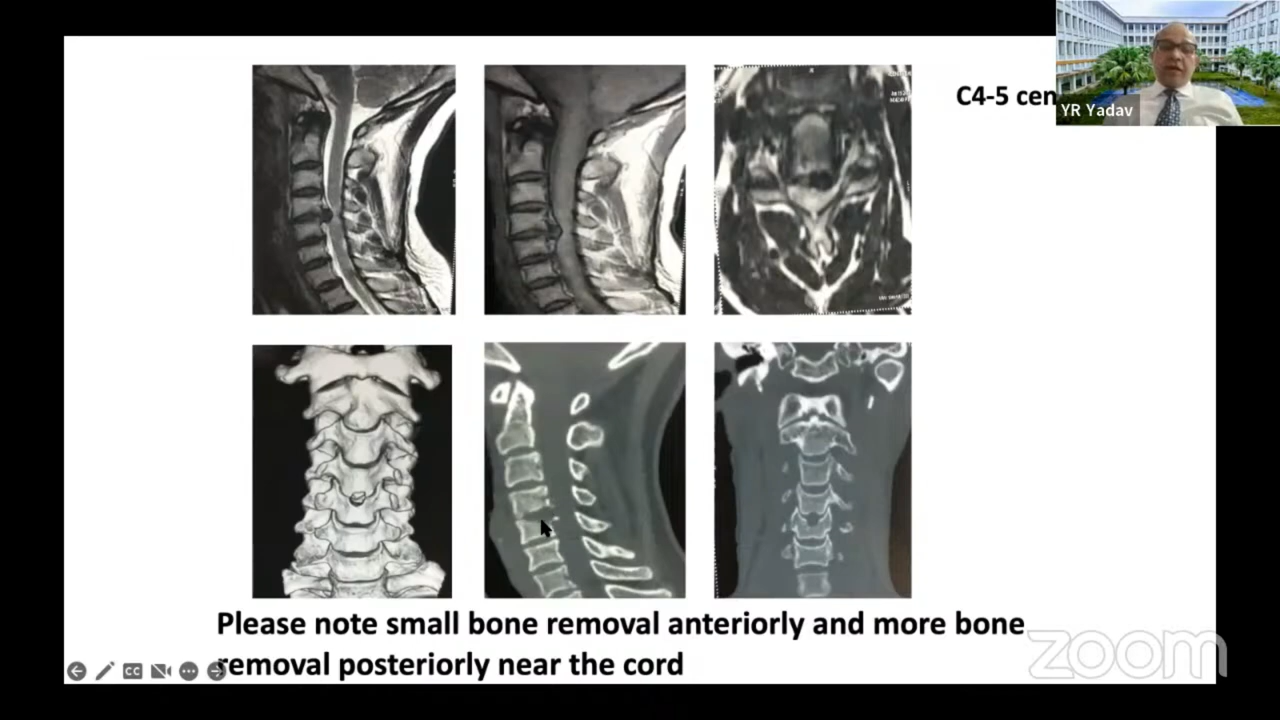 C4-5 cen
YR Yadav
Please note small bone removal anteriorly and more bone
removal posteriorly near the cord
CC
zoom